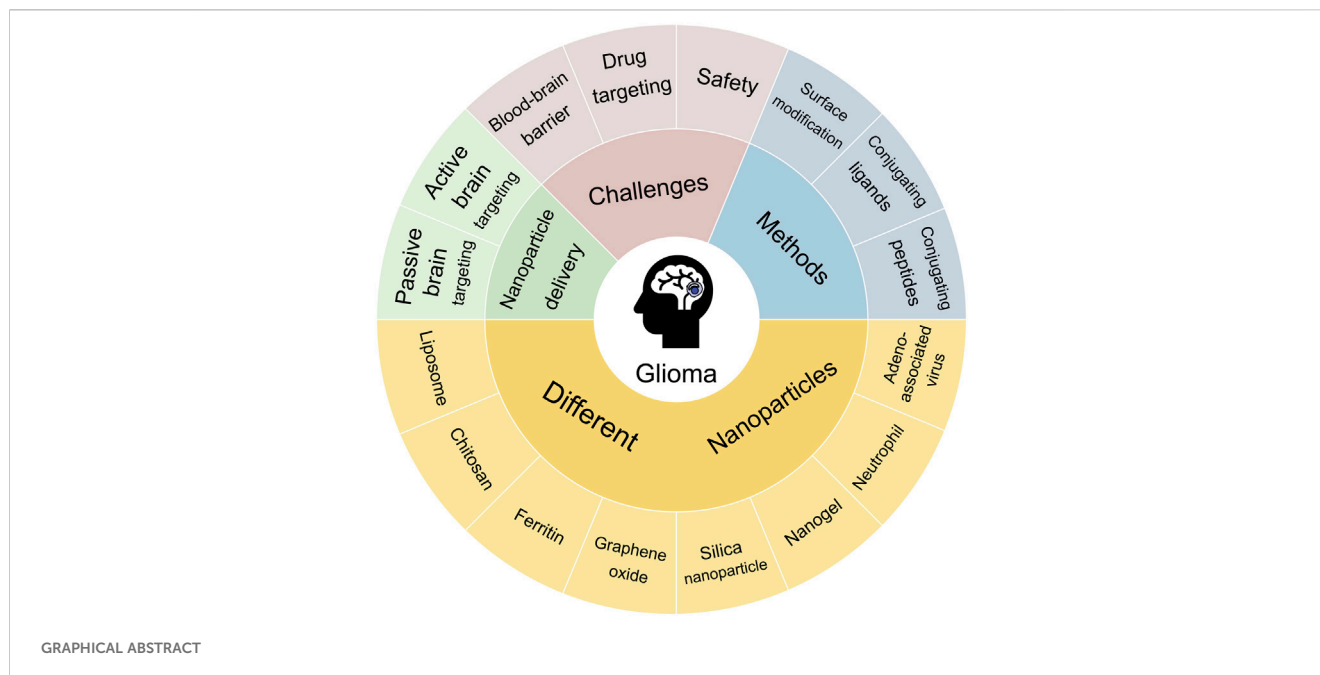 Blood-brain
barrier
Drug
targeting
Safety
Surface
modification
Conjugating
ligands
Conjugating
peptides
Active
brain
targeting
Passive
brain
targeting
Nanoparticle
delivery
Challenges
Methods
Glioma
Different
Nanoparticles
Liposome
Chitosan
Ferritin
Graphene
oxide
Silica
nanoparticle
Nanogel
Neutrophil
Adeno-
associated
virus
GRAPHICAL ABSTRACT